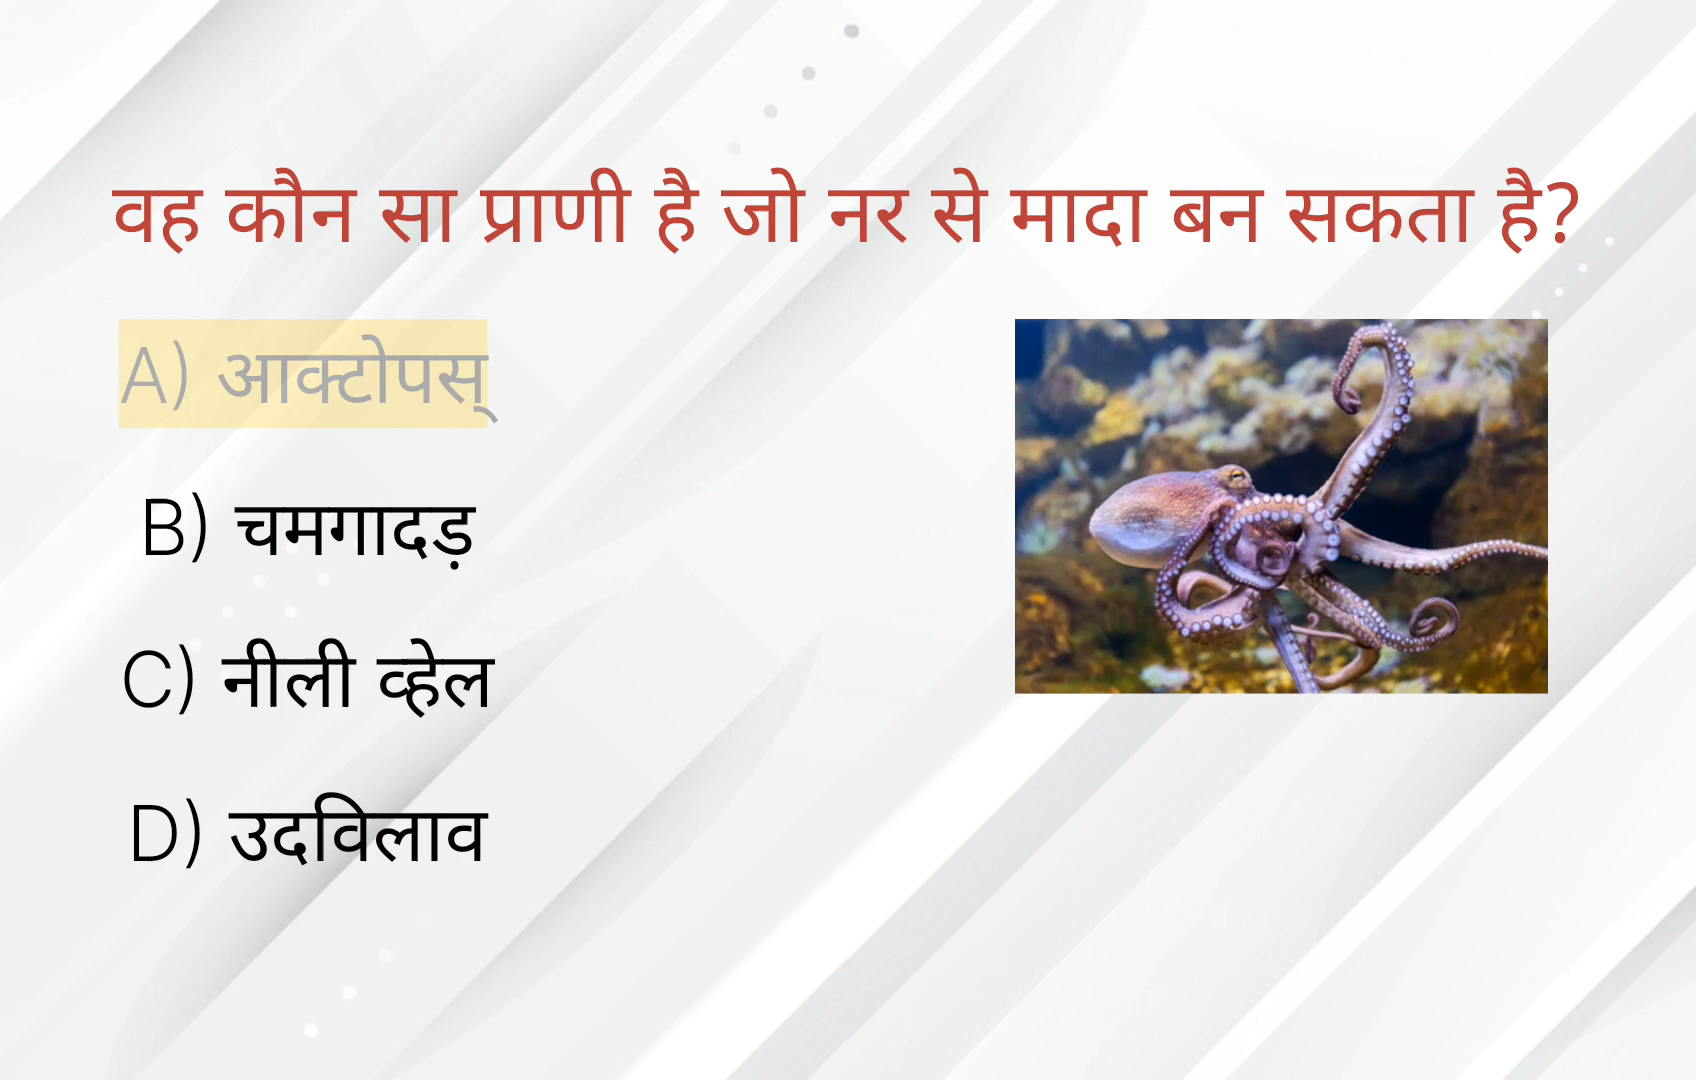 वह कौन सा प्राणी है जो नर से मादा बन सकता है?
A) आक्टोपस्
B) चमगादड़
C) नीली व्हेल
D) उदविलाव